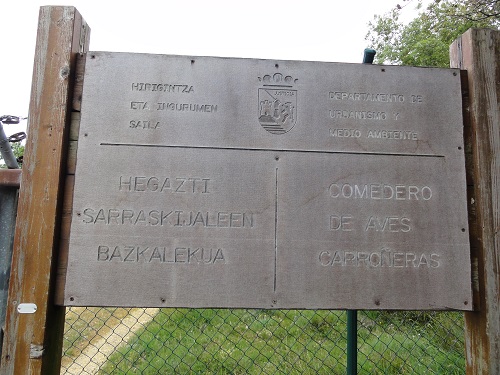 HIRIGINTZA
ETA INGURUMEN
SAILA
DEPARTAMENTO DE
URBANISMO Y
MEDIO AMBIENTE
HEGAZTI
SARRASKIJALEEN
BAZKALEKUA
COMEDERO
DE AVES
CARROÑERAS